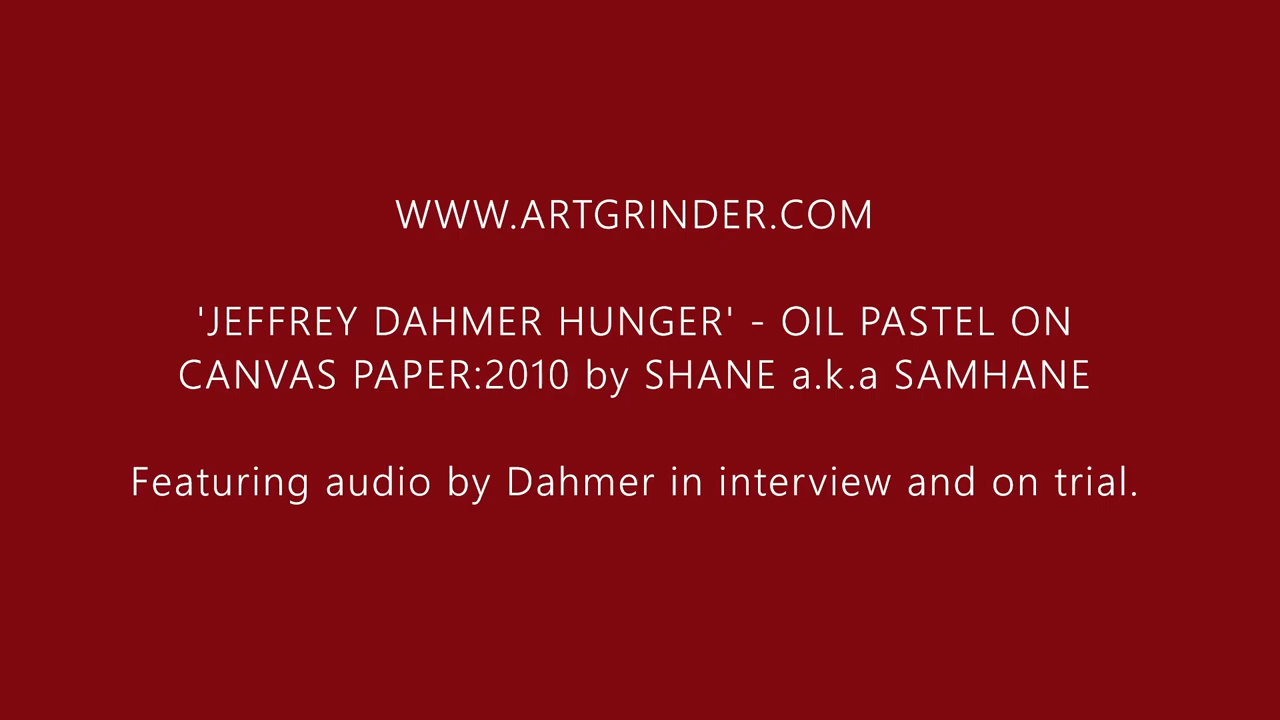 WWW.ARTGRINDER.COM
'JEFFREY DAHMER HUNGER' - OIL PASTEL ON
CANVAS PAPER:2010 by SHANE a.k.a SAMHANE
Featuring audio by Dahmer in interview and on trial.